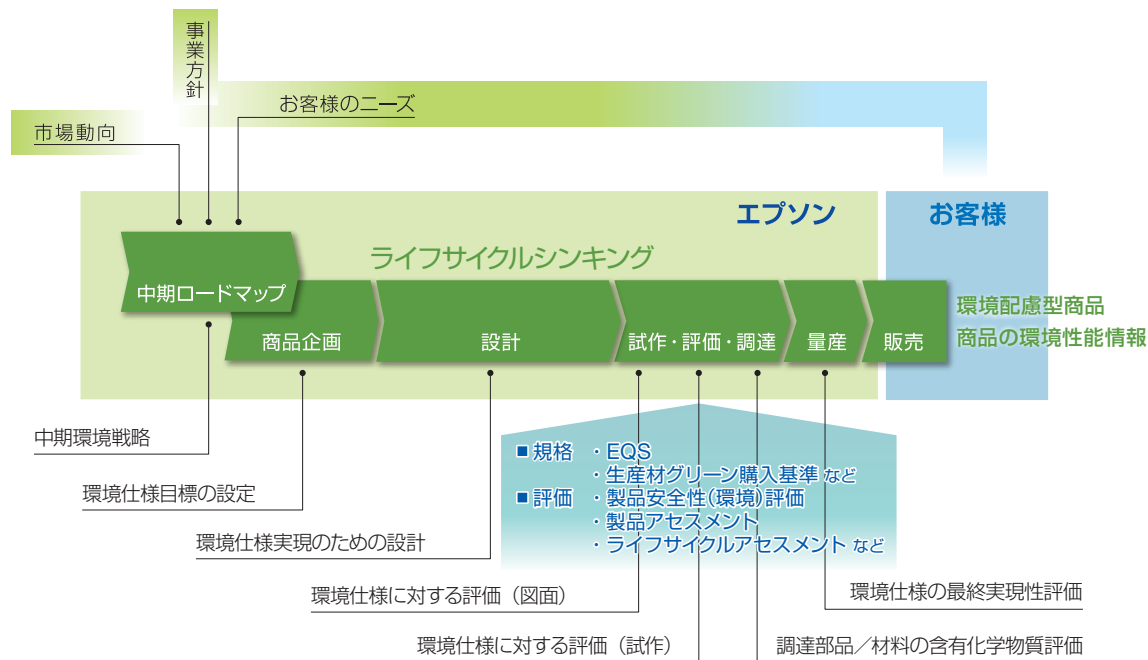 事業方針
お客様のニーズ
市場動向
エプソン
お客様
ライフサイクルシンキング
中期ロードマップ
商品企画
設計
試作・評価・調達
量産
販売
環境配慮型商品
商品の環境性能情報
中期環境戦略
環境仕様目標の設定
環境仕様実現のための設計
■ 規格 ・EQS
・生産材グリーン購入基準 など
■ 評価 ・製品安全性(環境)評価
・製品アセスメント
・ライフサイクルアセスメント など
環境仕様に対する評価（図面）
環境仕様の最終実現性評価
環境仕様に対する評価（試作）
調達部品／材料の含有化学物質評価